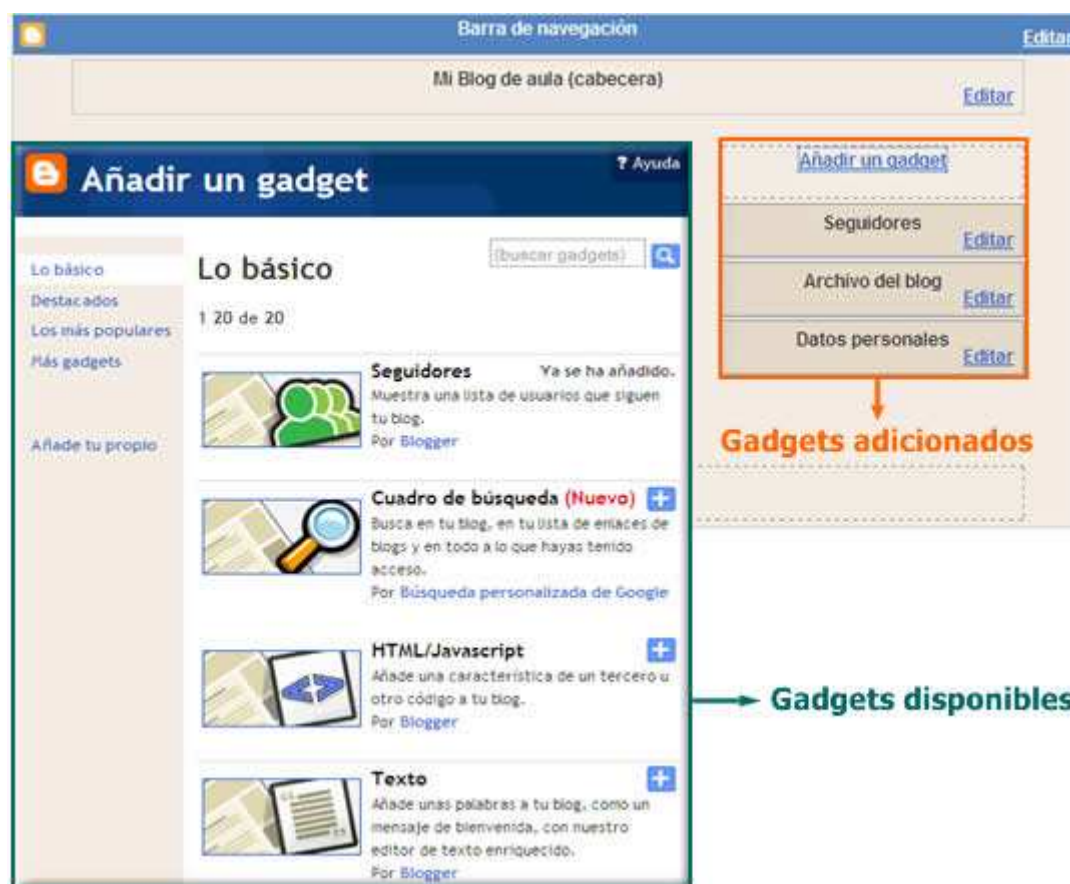 Barra de navegación
Editar
Mi Blog de aula (cabecera)
Editar
Añadir un gadget
? Ayuda
Lo básico
Destacados
Los más populares
Más gadgets
Añade tu propio
Lo básico
(buscar gadgets)
1 20 de 20
Seguidores Ya se ha añadido.
Muestra una lista de usuarios que siguen
tu blog.
Por Blogger
Cuadro de búsqueda (Nuevo)
Busca en tu blog, en tu lista de enlaces de
blogs y en todo a lo que hayas tenido
acceso.
Por Búsqueda personalizada de Google
HTML/Javascript
Añade una característica de un tercero u
otro código a tu blog.
Por Blogger
Texto
Añade unas palabras a tu blog, como un
mensaje de bienvenida, con nuestro
editor de texto enriquecido.
Por Blogger
Añadir un gadget
Seguidores
Editar
Archivo del blog
Editar
Datos personales
Editar
Gadgets adicionados
Gadgets disponibles